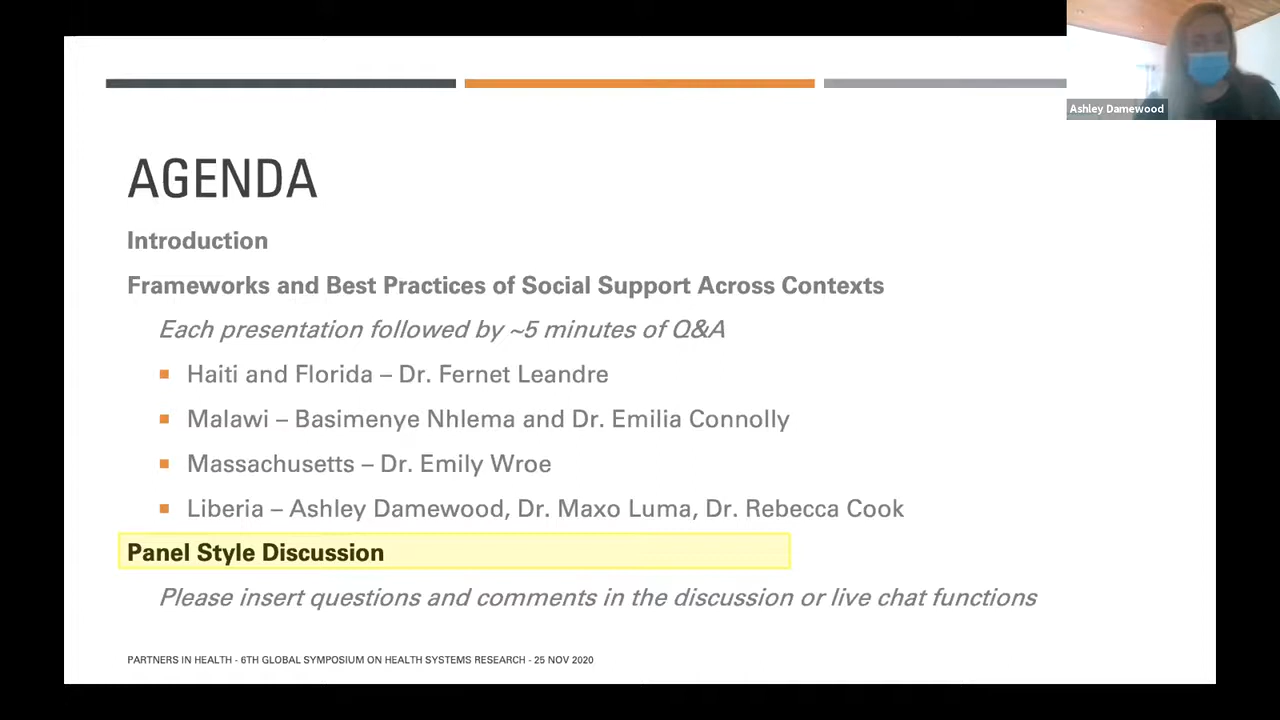 Ashley Damewood
AGENDA
Introduction
Frameworks and Best Practices of Social Support Across Contexts
Each presentation followed by ~5 minutes of Q&A
Haiti and Florida – Dr. Fernet Leandre
Malawi – Basimenye Nhlema and Dr. Emilia Connolly
Massachusetts – Dr. Emily Wroe
Liberia – Ashley Damewood, Dr. Maxo Luma, Dr. Rebecca Cook
Panel Style Discussion
Please insert questions and comments in the discussion or live chat functions
PARTNERS IN HEALTH - 6TH GLOBAL SYMPOSIUM ON HEALTH SYSTEMS RESEARCH - 25 NOV 2020